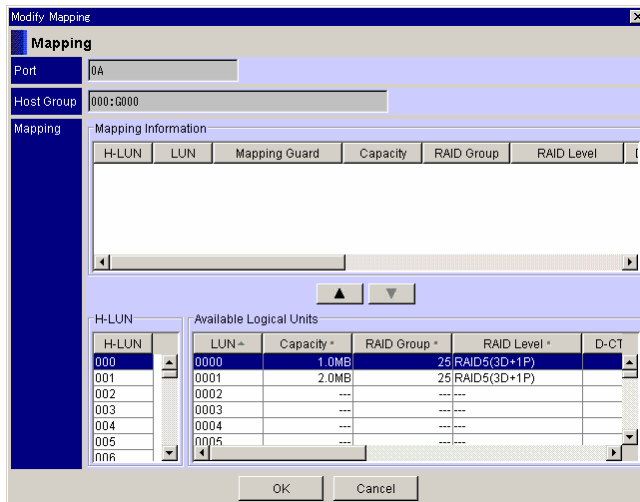 Modify Mapping
Mapping
Port 0A
Host Group 000:G000
Mapping
Mapping Information
H-LUN LUN Mapping Guard Capacity RAID Group RAID Level
H-LUN
H-LUN
000
001
002
003
004
005
006
Available Logical Units
LUN Capacity RAID Group RAID Level D-CT
0000 1.0MB 25 RAID5(3D+1P)
0001 2.0MB 25 RAID5(3D+1P)
0002 --- --- ---
0003 --- --- ---
0004 --- --- ---
0005 --- --- ---
OK Cancel